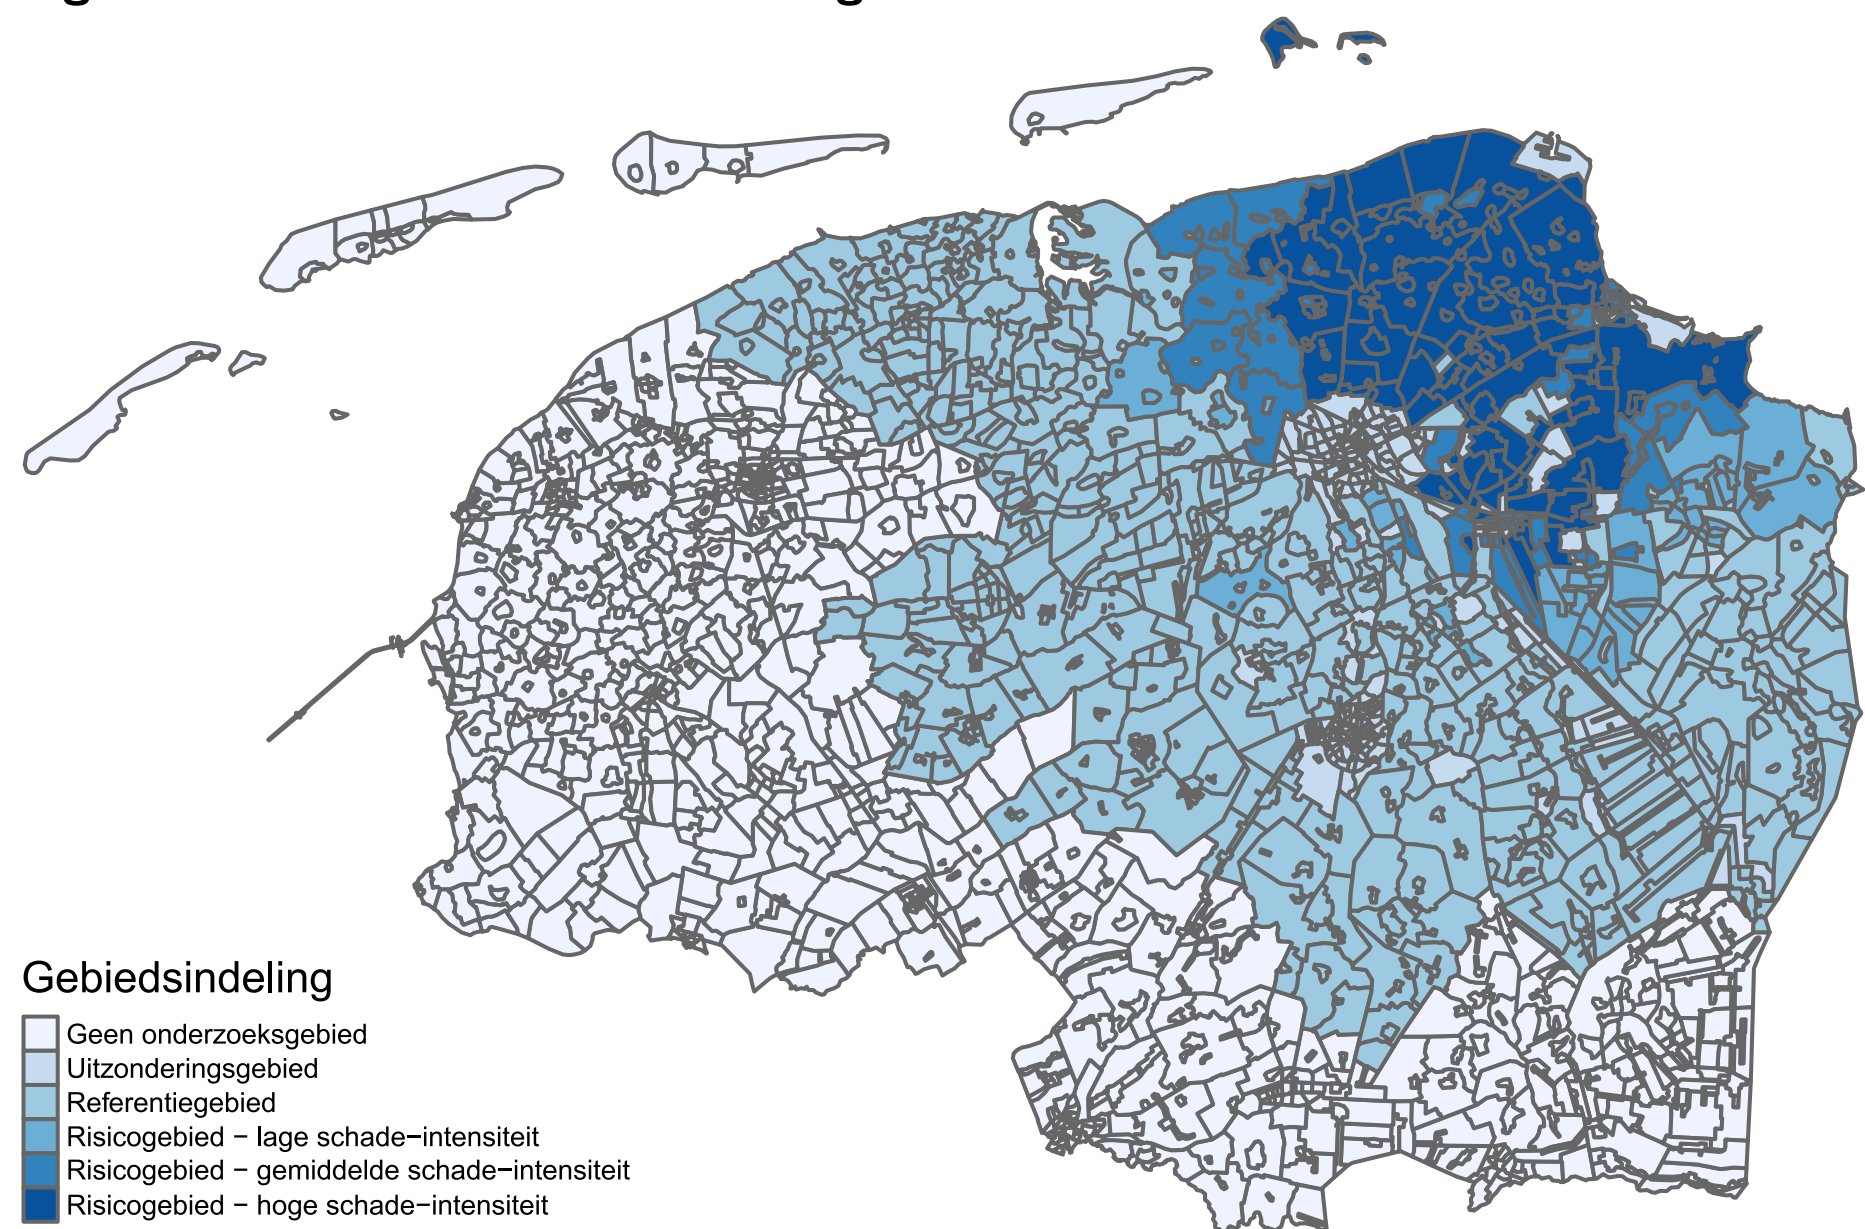 Gebiedsindeling
Geen onderzoeksgebied
Uitzonderingsgebied
Referentiegebied
Risicogebied − lage schade−intensiteit
Risicogebied − gemiddelde schade−intensiteit
Risicogebied − hoge schade−intensiteit